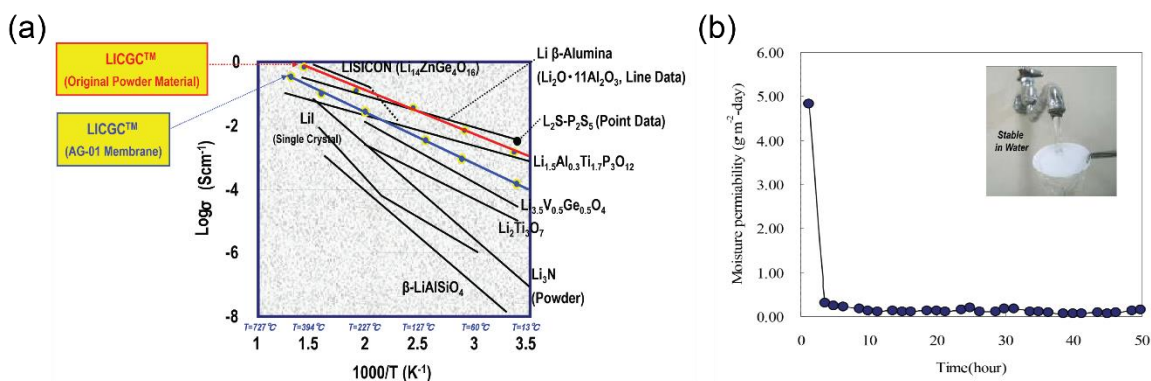 (a)
LICGC™
(Original Powder Material)
LICGC™
(AG-01 Membrane)
0
-2
-4
-6
-8
Logσ (Scm⁻¹)
LISICON (Li₁₄ZnGe₄O₁₆)
LiI
(Single Crystal)
Li β-Alumina
(Li₂O・11Al₂O₃, Line Data)
L₂S-P₂S₅ (Point Data)
Li₁.₅Al₀.₃Ti₁.₇P₃O₁₂
Li₃.₅V₀.₅Ge₀.₅O₄
Li₂Ti₃O₇
Li₃N
(Powder)
β-LiAlSiO₄
T=727 ℃ T=394 ℃ T=227 ℃ T=127 ℃ T=60 ℃ T=13 ℃
1 1.5 2 2.5 3 3.5
1000/T (K⁻¹)
(b)
6.00
5.00
4.00
3.00
2.00
1.00
0.00
Moisture permiability (g·m⁻²-day)
Stable
in Water
0 10 20 30 40 50
Time(hour)